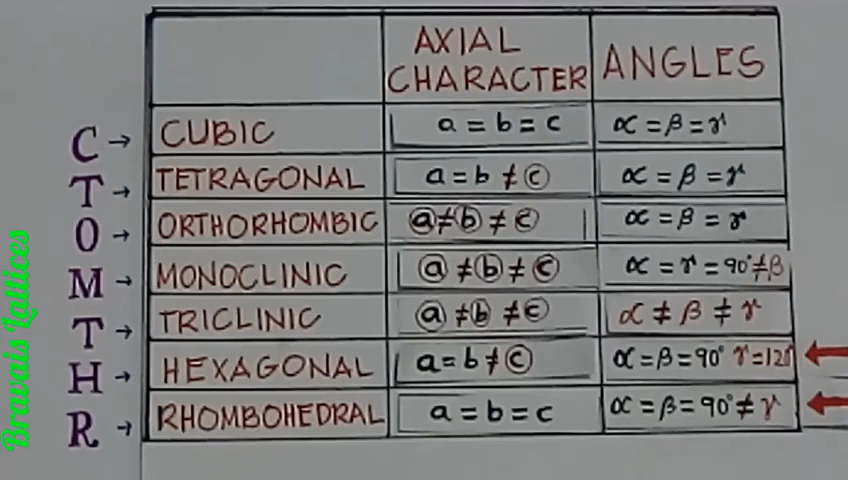 AXIAL CHARACTER ANGLES
C → CUBIC a = b = c α = β = γ
T → TETRAGONAL a = b ≠ c α = β = γ
O → ORTHORHOMBIC a ≠ b ≠ c α = β = γ
M → MONOCLINIC a ≠ b ≠ c α = γ = 90° ≠ β
T → TRICLINIC a ≠ b ≠ c α ≠ β ≠ γ
H → HEXAGONAL a = b ≠ c α = β = 90° γ = 120°
R → RHOMBOHEDRAL a = b = c α = β = 90° ≠ γ
Bravais Lattices